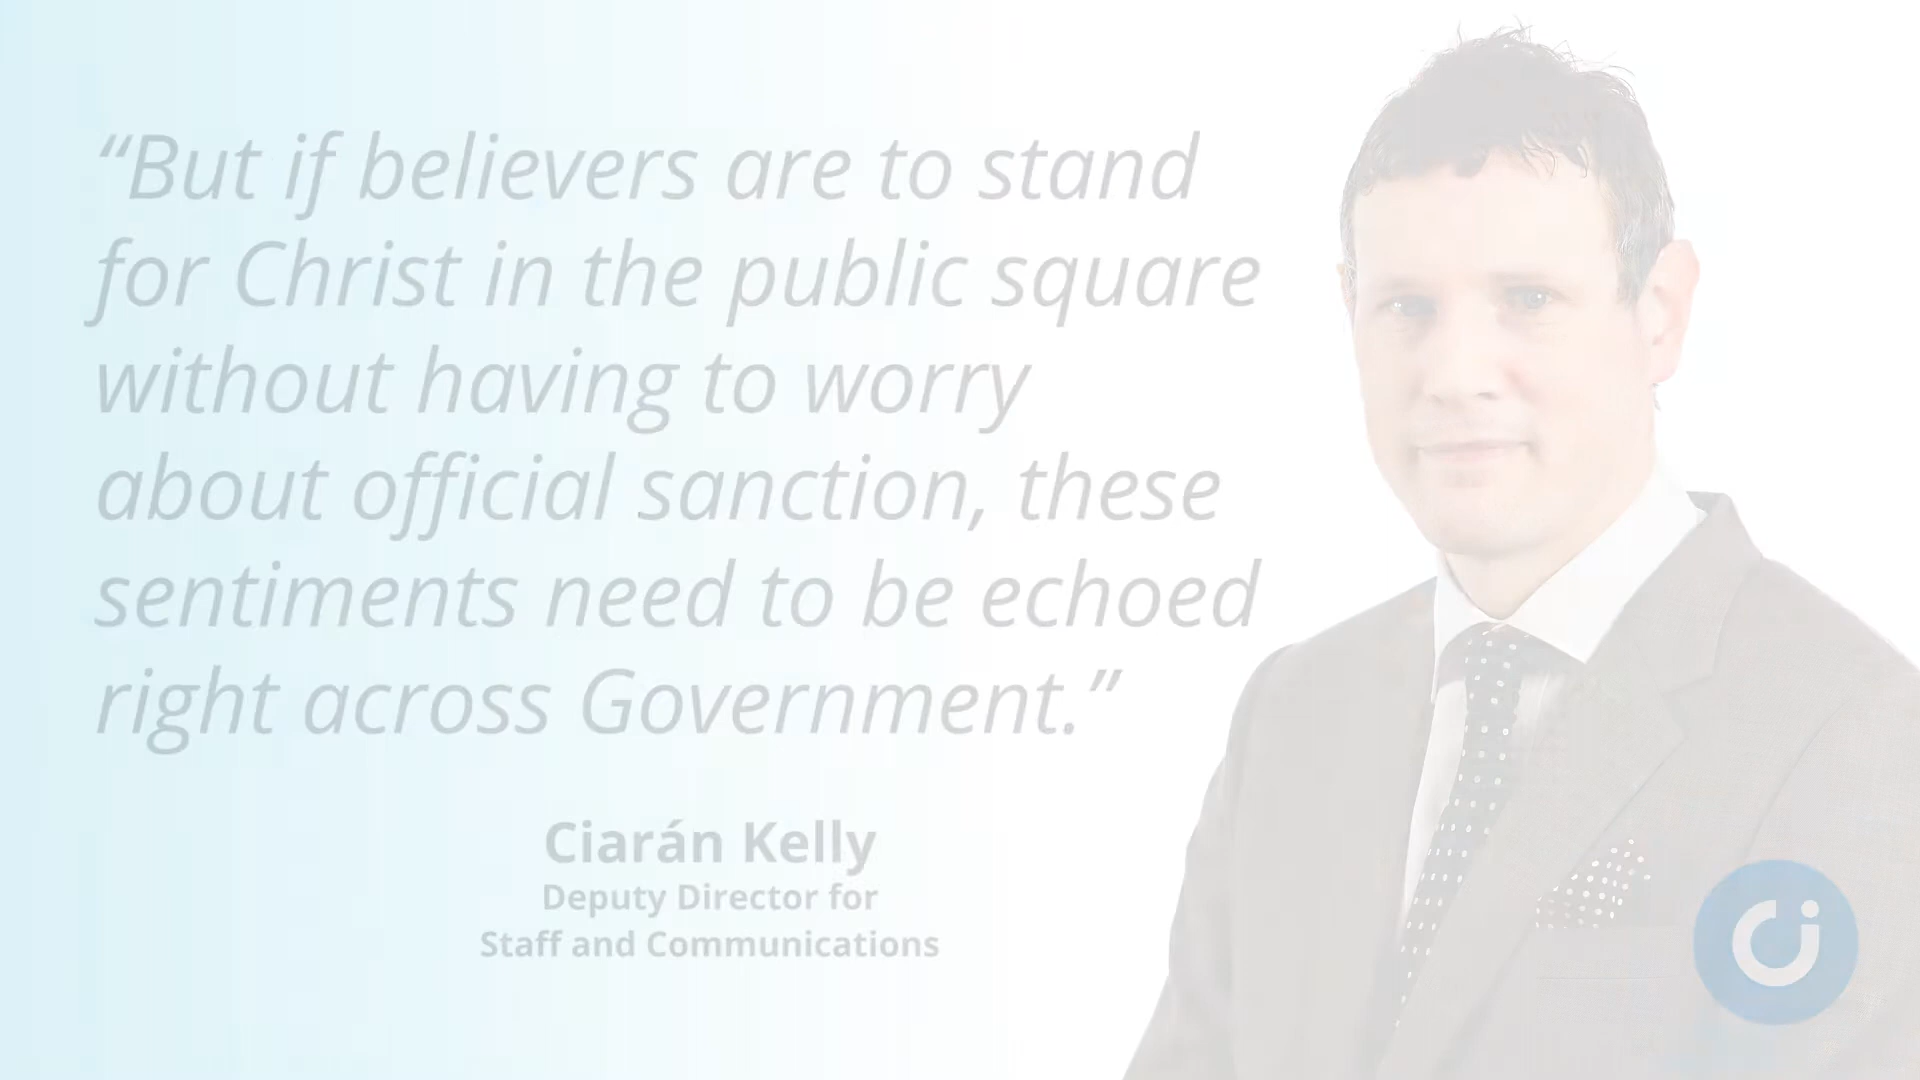 “But if believers are to stand
for Christ in the public square
without having to worry
about official sanction, these
sentiments need to be echoed
right across Government.”
Ciarán Kelly
Deputy Director for
Staff and Communications